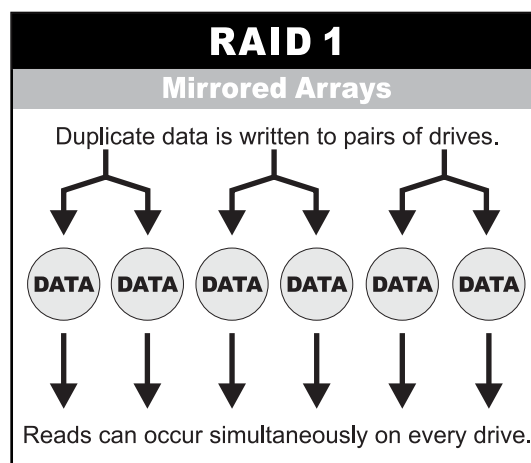 RAID 1
Mirrored Arrays
Duplicate data is written to pairs of drives.
DATA DATA DATA DATA DATA DATA
Reads can occur simultaneously on every drive.